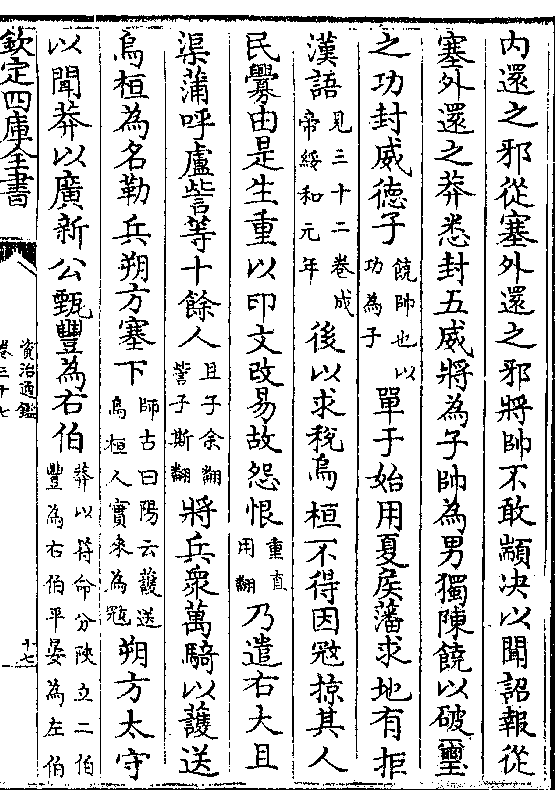 内還之邪從塞外還之邪將帥不敢顓决以聞詔報從
塞外還之莽悉封五威將為子帥為男獨陳饒以破璽
之功封威德子饒帥也以功為子單于始用夏侯藩求地有拒
漢語見三十二卷成帝綏和元年後以求稅烏桓不得因冦掠其人
民釁由是生重以印文改易故怨恨重直用翻乃遣右大且
渠蒲呼盧訾等十餘人且子余翻訾子斯翻將兵衆萬騎以護送
烏桓為名勒兵朔方塞下師古曰陽云護送烏桓人實来為冦朔方太守
以聞莽以廣新公甄豐為右伯莽以符命分陜立二伯豐為右伯平晏為左伯
欽定四庫全書
資治通鑑
卷三十七
十七